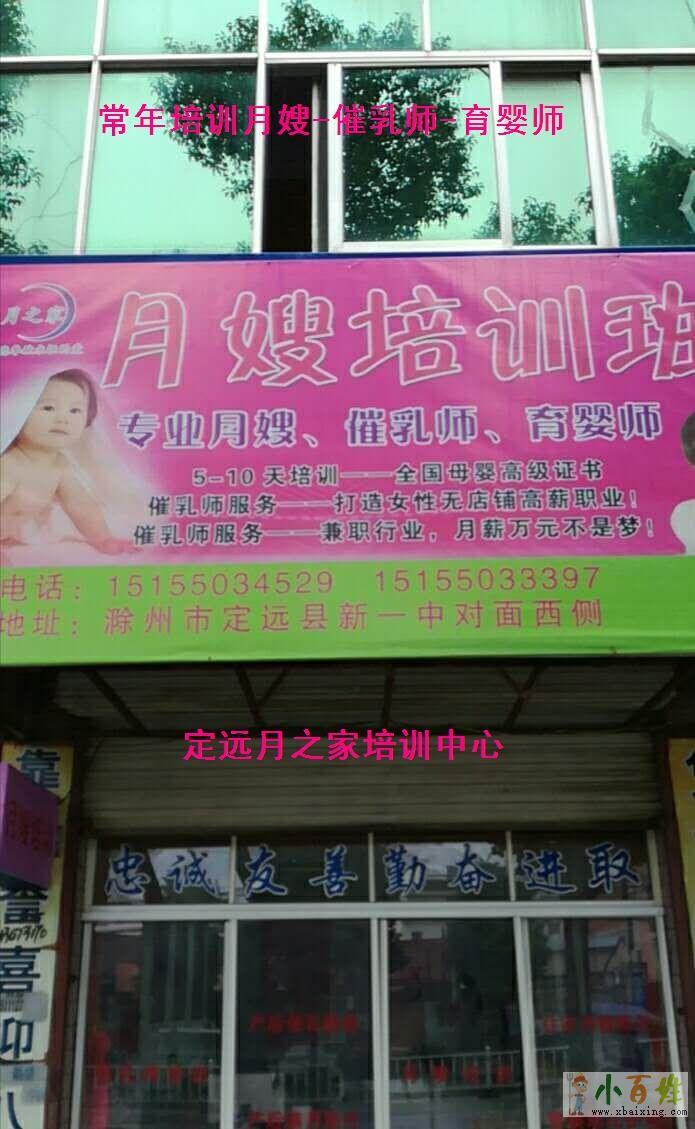 常年培训月嫂-催乳师-育婴师
月之家
月嫂培训班
专业月嫂、催乳师、育婴师
5-10天培训——全国母婴高级证书
催乳师服务——打造女性无店铺高薪职业!
催乳师服务——兼职行业,月薪万元不是梦!
电话: 15155034529 15155033397
地址: 滁州市定远县新一中对面西侧
定远月之家培训中心
忠诚友善勤奋进取
靠
喜
印
八
小百姓
www.xbaixing.com